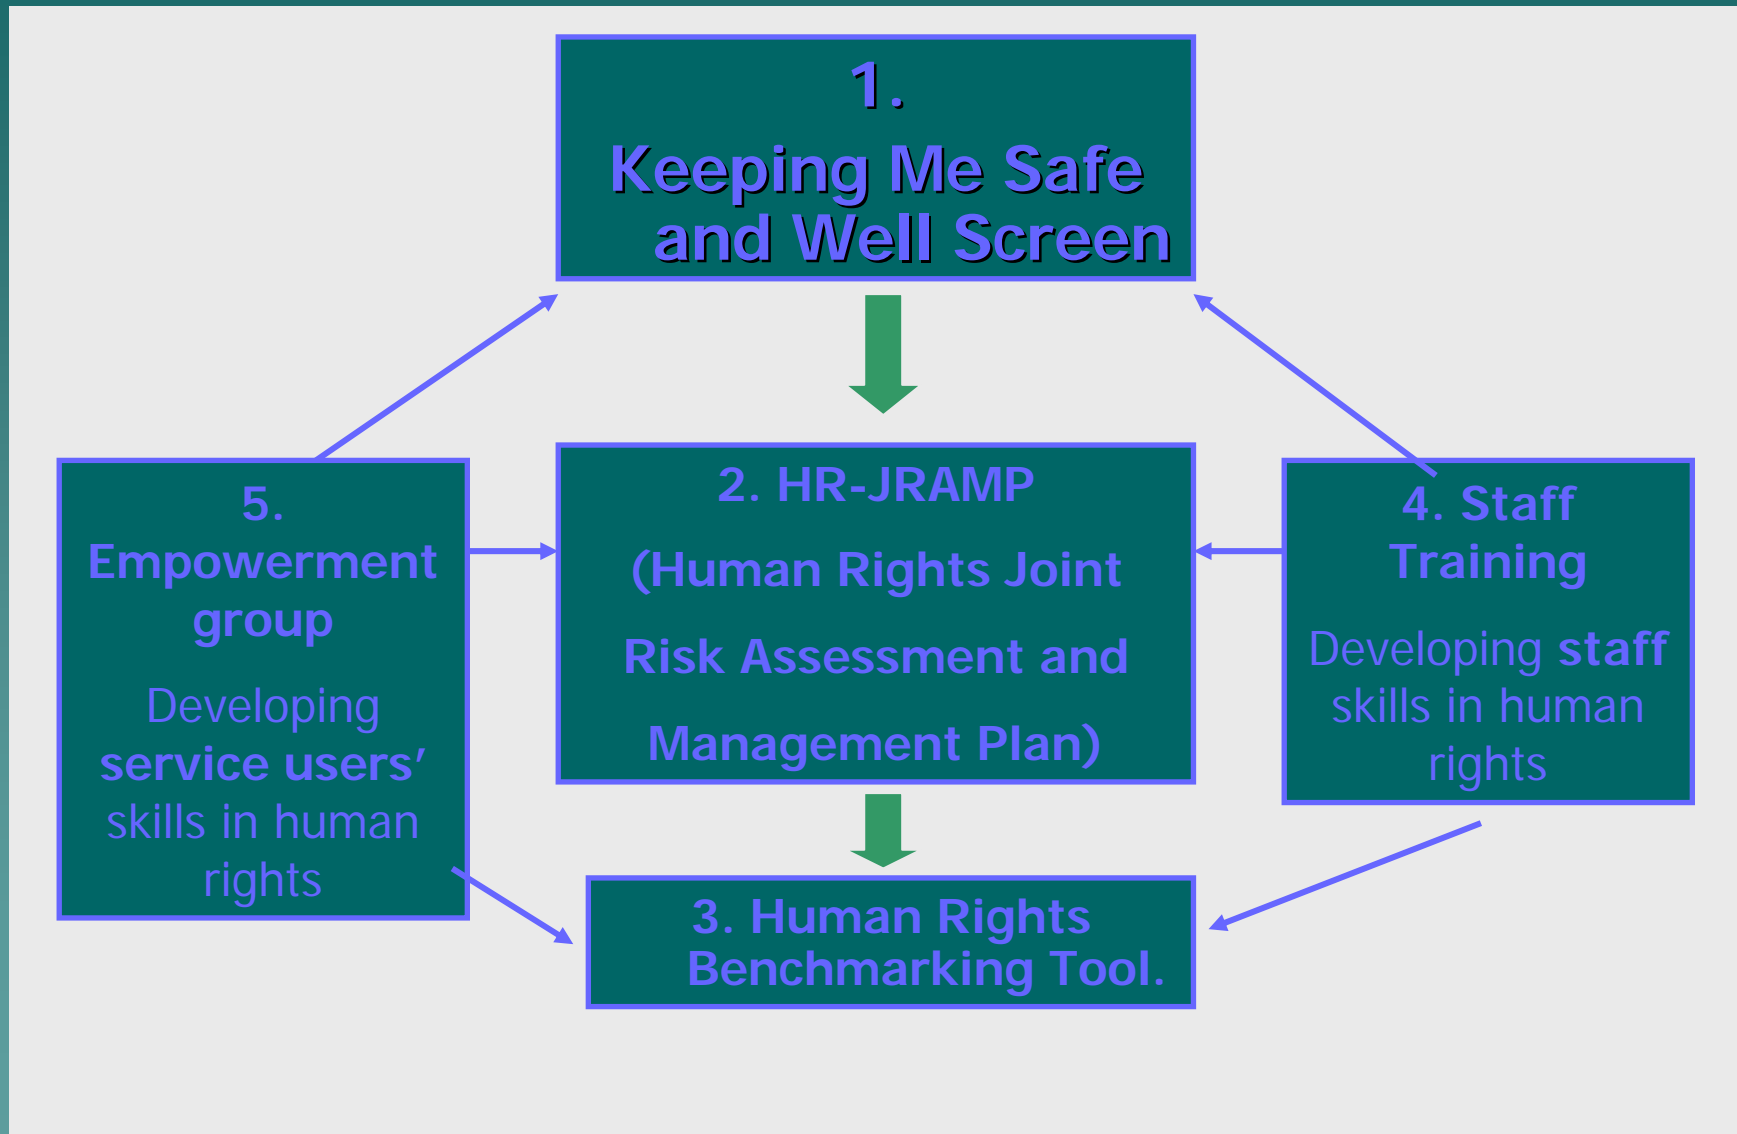 1.
Keeping Me Safe
and Well Screen
2. HR-JRAMP
(Human Rights Joint
Risk Assessment and
Management Plan)
3. Human Rights
Benchmarking Tool.
4. Staff
Training
Developing staff
skills in human
rights
5.
Empowerment
group
Developing
service users’
skills in human
rights